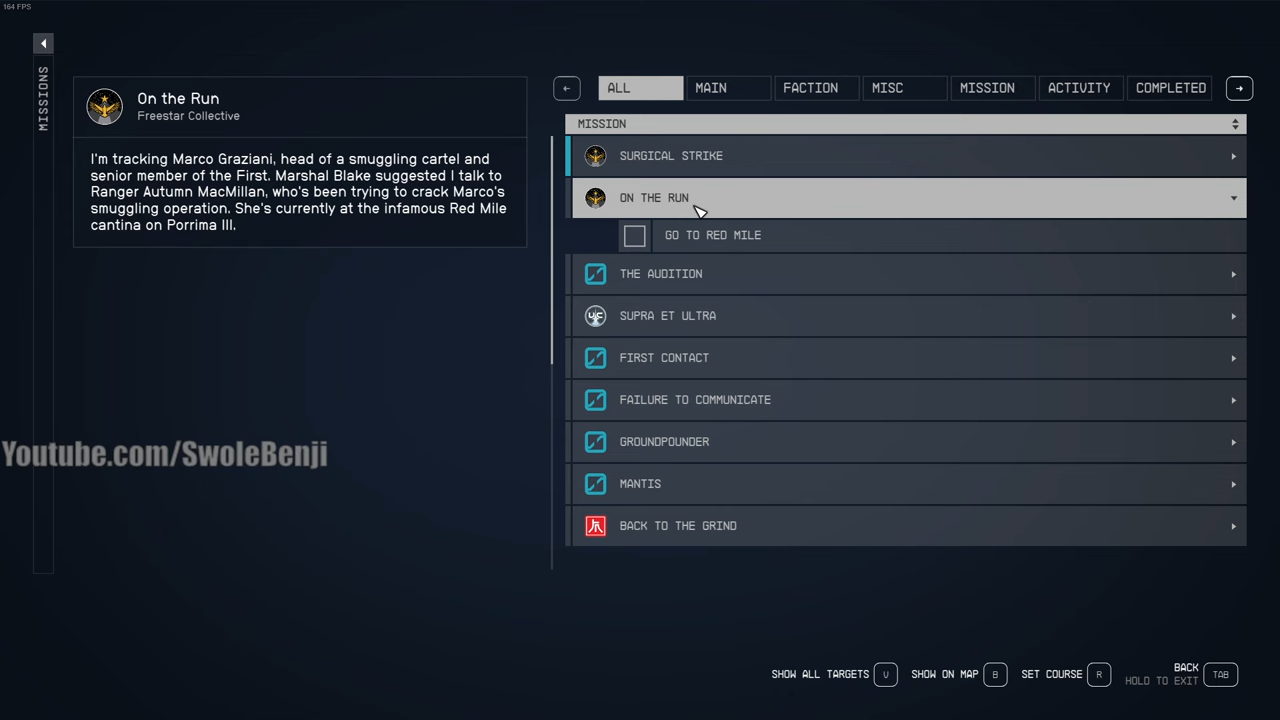 164 FPS
MISSIONS
On the Run
Freestar Collective
I'm tracking Marco Graziani, head of a smuggling cartel and
senior member of the First. Marshal Blake suggested I talk to
Ranger Autumn MacMillan, who's been trying to crack Marco's
smuggling operation. She's currently at the infamous Red Mile
cantina on Porrima III.
ALL MAIN FACTION MISC MISSION ACTIVITY COMPLETED
MISSION
SURGICAL STRIKE
ON THE RUN
GO TO RED MILE
THE AUDITION
UC SUPRA ET ULTRA
FIRST CONTACT
FAILURE TO COMMUNICATE
GROUNDPOUNDER
MANTIS
BACK TO THE GRIND
Youtube.com/SwoleBenji
SHOW ALL TARGETS V SHOW ON MAP B SET COURSE R BACK TAB
HOLD TO EXIT